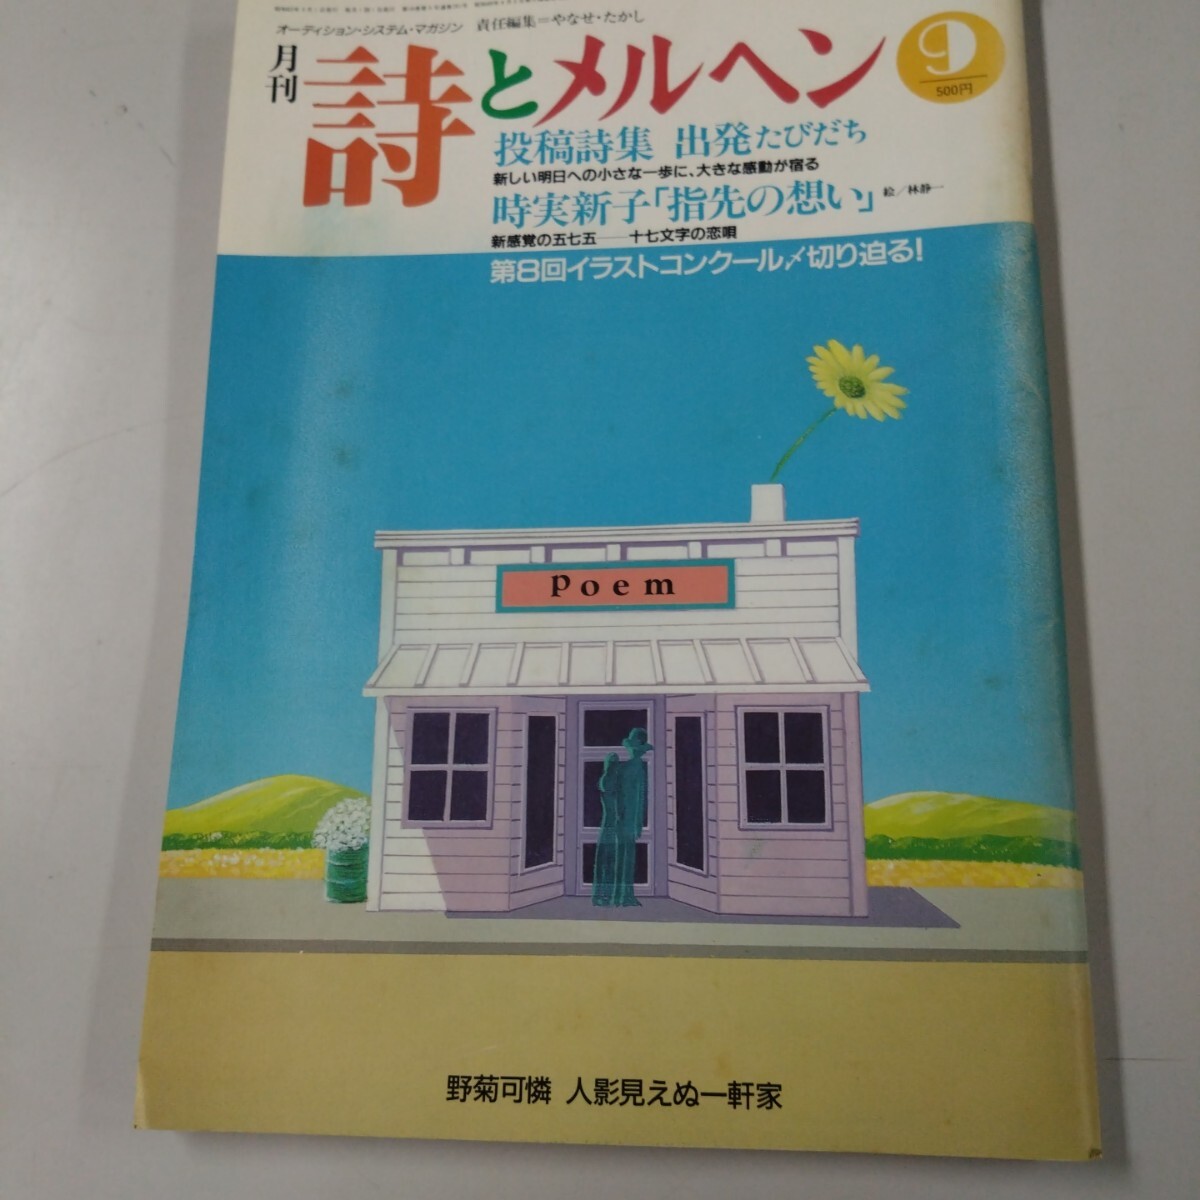 オーディション・システム・マガジン 責任編集=やなせ・たかし
月刊
詩とメルヘン
9
500円
投稿詩集 出発たびだち
新しい明日への小さな一歩に、大きな感動が宿る
時実新子「指先の想い」絵/林静一
新感覚の五七五——十七文字の恋唄
第8回イラストコンクール〆切り迫る!
Poem
野菊可憐 人影見えぬ一軒家